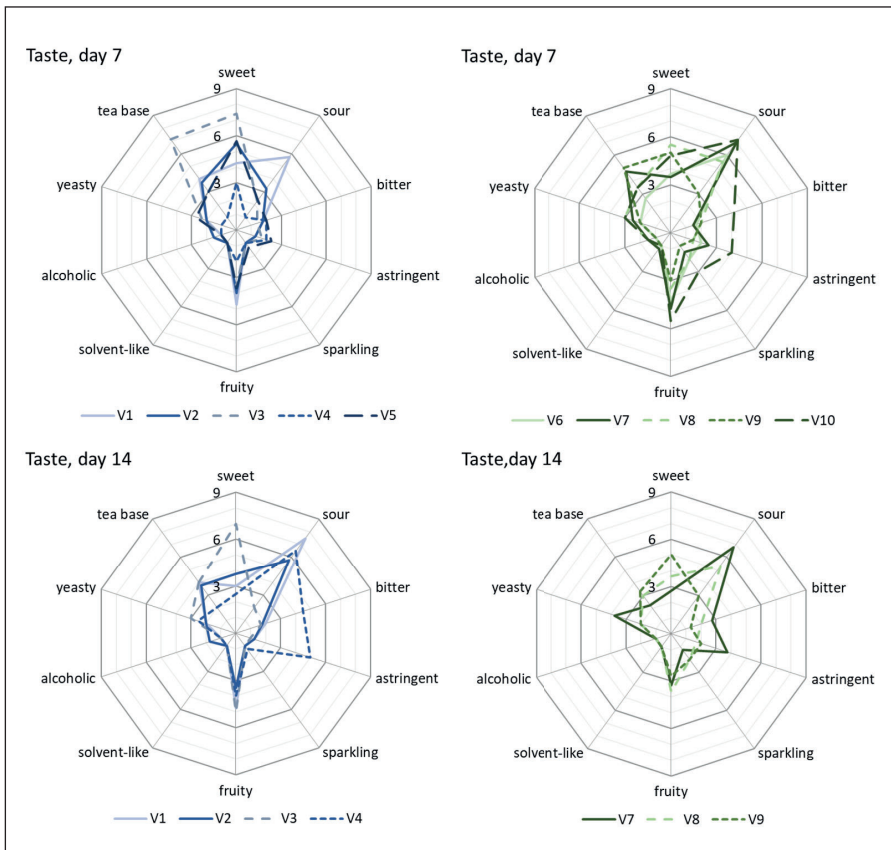 Taste, day 7
sweet
9
6
3
sour
bitter
astringent
sparkling
fruity
solvent-like
alcoholic
yeasty
tea base
V1 V2 V3 V4 V5
Taste, day 7
sweet
9
6
3
sour
bitter
astringent
sparkling
fruity
solvent-like
alcoholic
yeasty
tea base
V6 V7 V8 V9 V10
Taste, day 14
sweet
9
6
3
sour
bitter
astringent
sparkling
fruity
solvent-like
alcoholic
yeasty
tea base
V1 V2 V3 V4
Taste,day 14
sweet
9
6
3
sour
bitter
astringent
sparkling
fruity
solvent-like
alcoholic
yeasty
tea base
V7 V8 V9